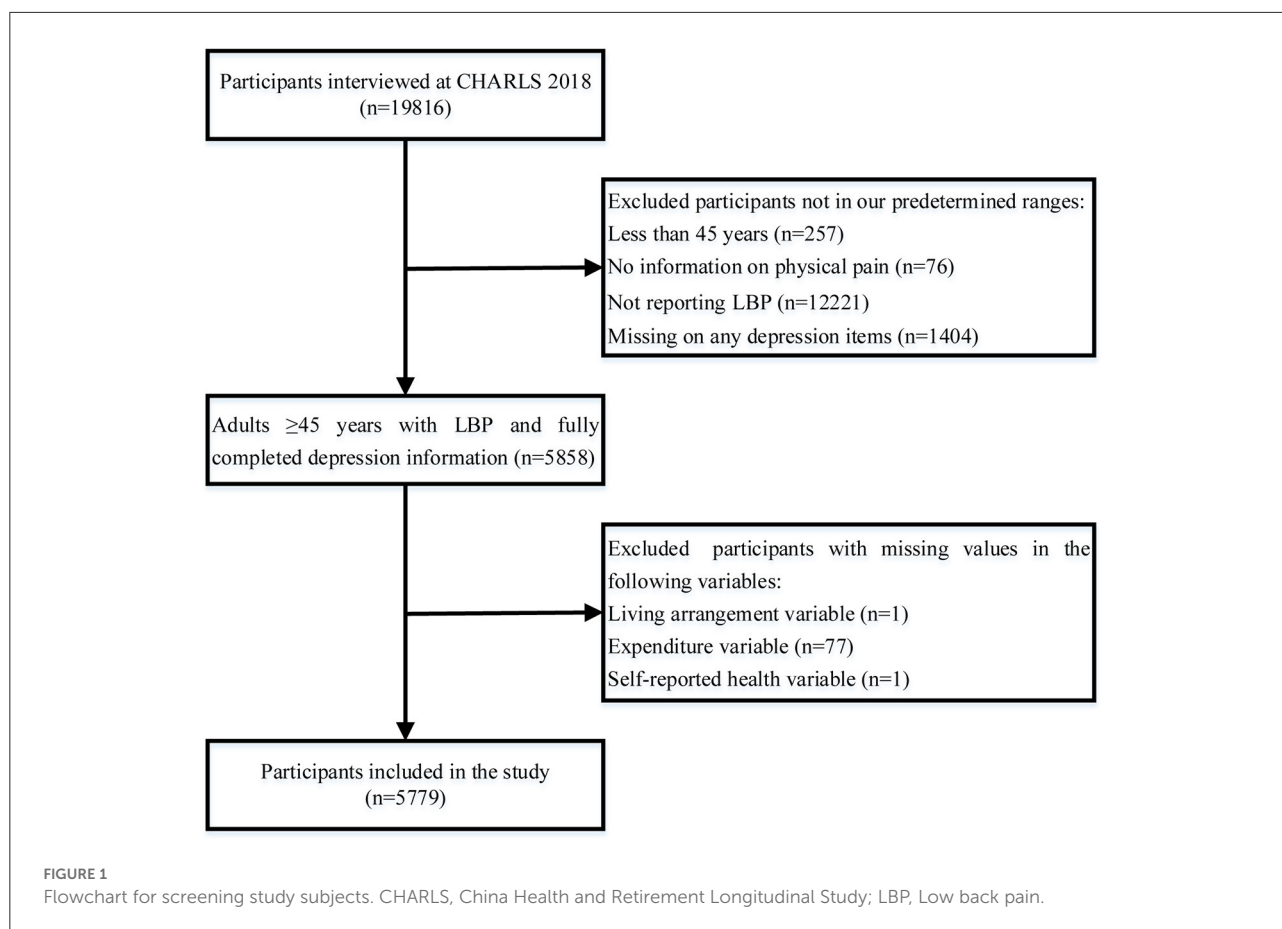 Participants interviewed at CHARLS 2018
(n=19816)
Excluded participants not in our predetermined ranges:
Less than 45 years (n=257)
No information on physical pain (n=76)
Not reporting LBP (n=12221)
Missing on any depression items (n=1404)
Adults ≥45 years with LBP and fully
completed depression information (n=5858)
Excluded participants with missing values in the
following variables:
Living arrangement variable (n=1)
Expenditure variable (n=77)
Self-reported health variable (n=1)
Participants included in the study
(n=5779)
FIGURE 1
Flowchart for screening study subjects. CHARLS, China Health and Retirement Longitudinal Study; LBP, Low back pain.